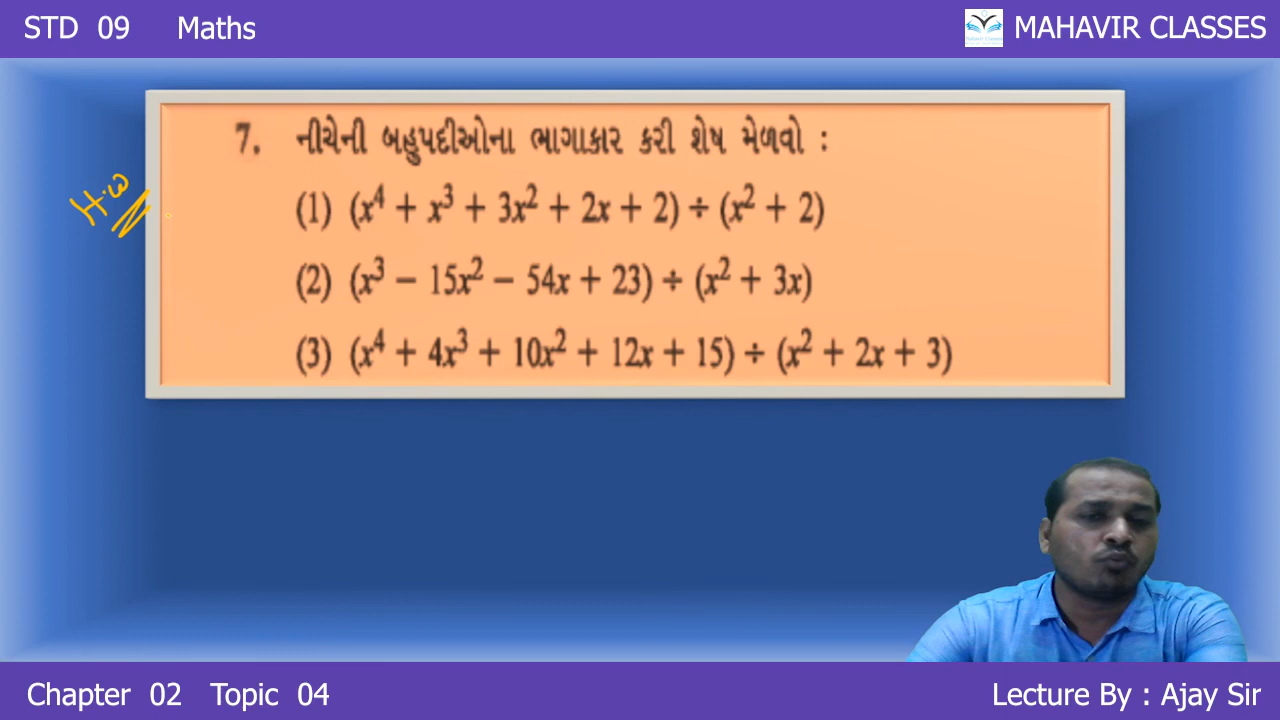 STD 09 Maths
MAHAVIR CLASSES
7. નીચેની બહુપદીઓના ભાગાકાર કરી શેષ મેળવો :
H.w
(1) (x⁴ + x³ + 3x² + 2x + 2) ÷ (x² + 2)
(2) (x³ – 15x² – 54x + 23) ÷ (x² + 3x)
(3) (x⁴ + 4x³ + 10x² + 12x + 15) ÷ (x² + 2x + 3)
Chapter 02 Topic 04
Lecture By : Ajay Sir